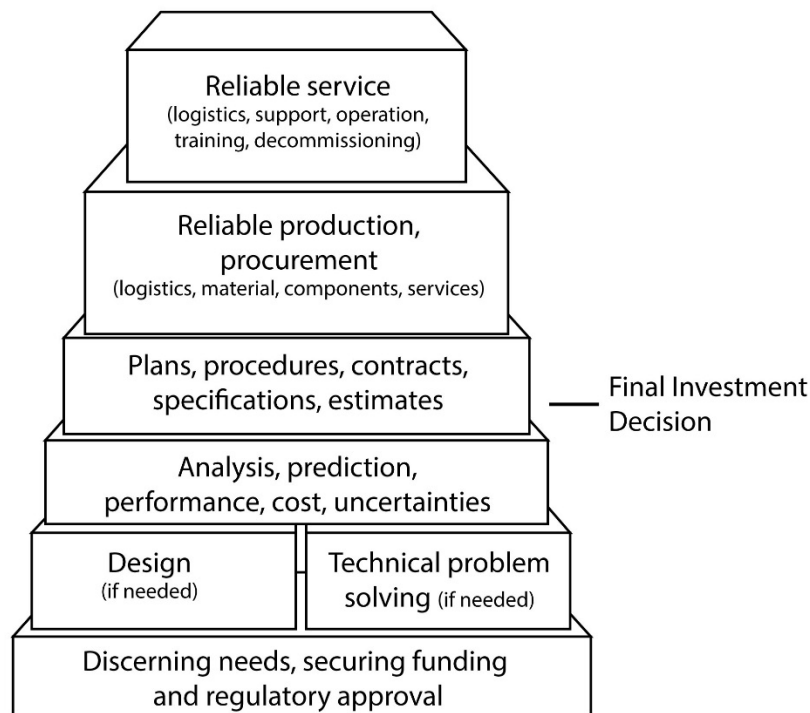 Reliable service
(logistics, support, operation,
training, decommissioning)
Reliable production,
procurement
(logistics, material, components, services)
Plans, procedures, contracts,
specifications, estimates
Final Investment
Decision
Analysis, prediction,
performance, cost, uncertainties
Design
(if needed)
Technical problem
solving (if needed)
Discerning needs, securing funding
and regulatory approval